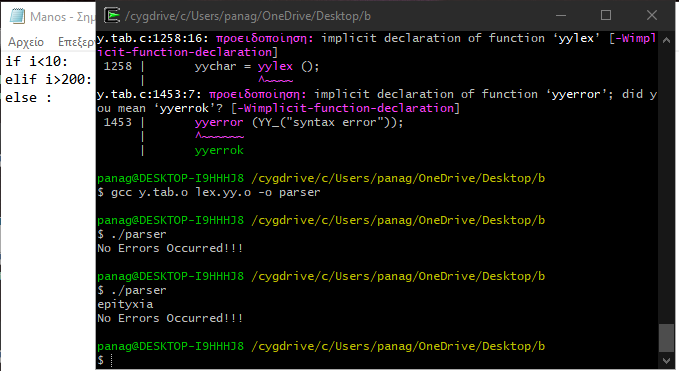 Manos - Σημ
Αρχείο Επεξερ
if i<10:
elif i>200:
else :
/cygdrive/c/Users/panag/OneDrive/Desktop/b
y.tab.c:1258:16: προειδοποίηση: implicit declaration of function ‘yylex’ [-Wimpl
icit-function-declaration]
1258 | yychar = yylex ();
| ^~~~~
y.tab.c:1453:7: προειδοποίηση: implicit declaration of function ‘yyerror’; did y
ou mean ‘yyerrok’? [-Wimplicit-function-declaration]
1453 | yyerror (YY_("syntax error"));
| ^~~~~~~
| yyerrok
panag@DESKTOP-I9HHHJ8 /cygdrive/c/Users/panag/OneDrive/Desktop/b
$ gcc y.tab.o lex.yy.o -o parser
panag@DESKTOP-I9HHHJ8 /cygdrive/c/Users/panag/OneDrive/Desktop/b
$ ./parser
No Errors Occurred!!!
panag@DESKTOP-I9HHHJ8 /cygdrive/c/Users/panag/OneDrive/Desktop/b
$ ./parser
epityxia
No Errors Occurred!!!
panag@DESKTOP-I9HHHJ8 /cygdrive/c/Users/panag/OneDrive/Desktop/b
$